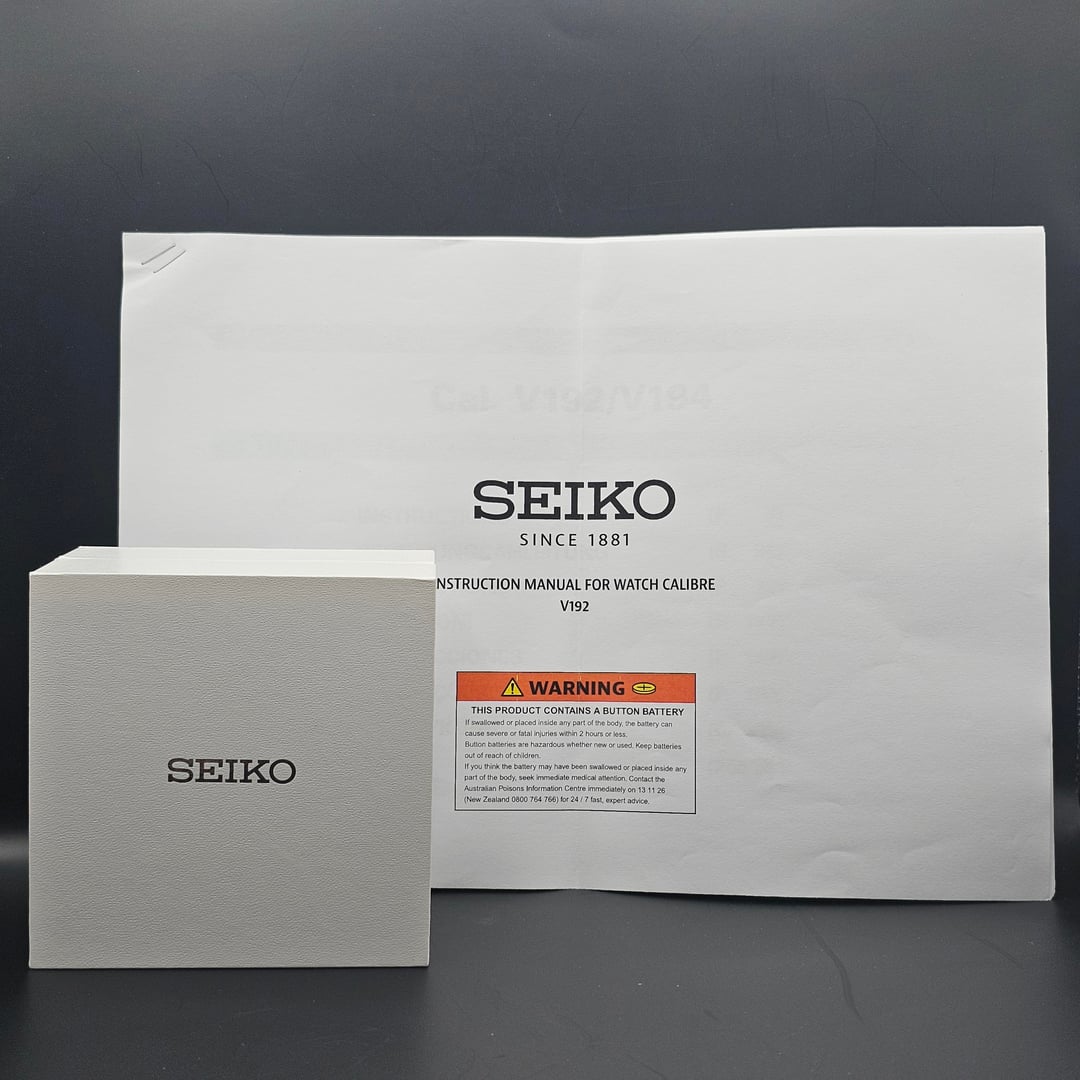 Cal. V192/V184
SEIKO
SINCE 1881
NSTRUCTION MANUAL FOR WATCH CALIBRE
V192
WARNING
THIS PRODUCT CONTAINS A BUTTON BATTERY
If swallowed or placed inside any part of the body, the battery can
cause severe or fatal injuries within 2 hours or less.
Button batteries are hazardous whether new or used. Keep batteries
out of reach of children.
If you think the battery may have been swallowed or placed inside any
part of the body, seek immediate medical attention. Contact the
Australian Poisons Information Centre immediately on 13 11 26
(New Zealand 0800 764 766) for 24 / 7 fast, expert advice.
SEIKO